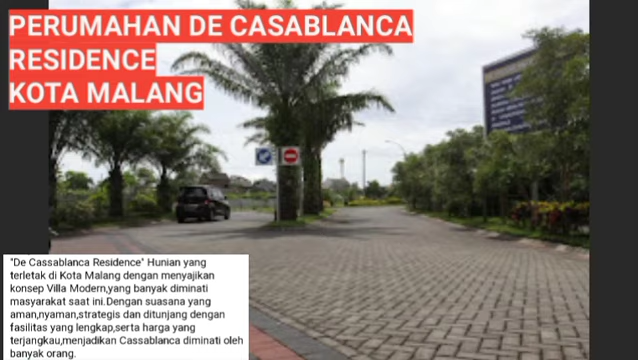 PERUMAHAN DE CASABLANCA
RESIDENCE
KOTA MALANG
"De Cassablanca Residence" Hunian yang
terletak di Kota Malang dengan menyajikan
konsep Villa Modern,yang banyak diminati
masyarakat saat ini.Dengan suasana yang
aman,nyaman,strategis dan ditunjang dengan
fasilitas yang lengkap,serta harga yang
terjangkau,menjadikan Cassablanca diminati oleh
banyak orang.